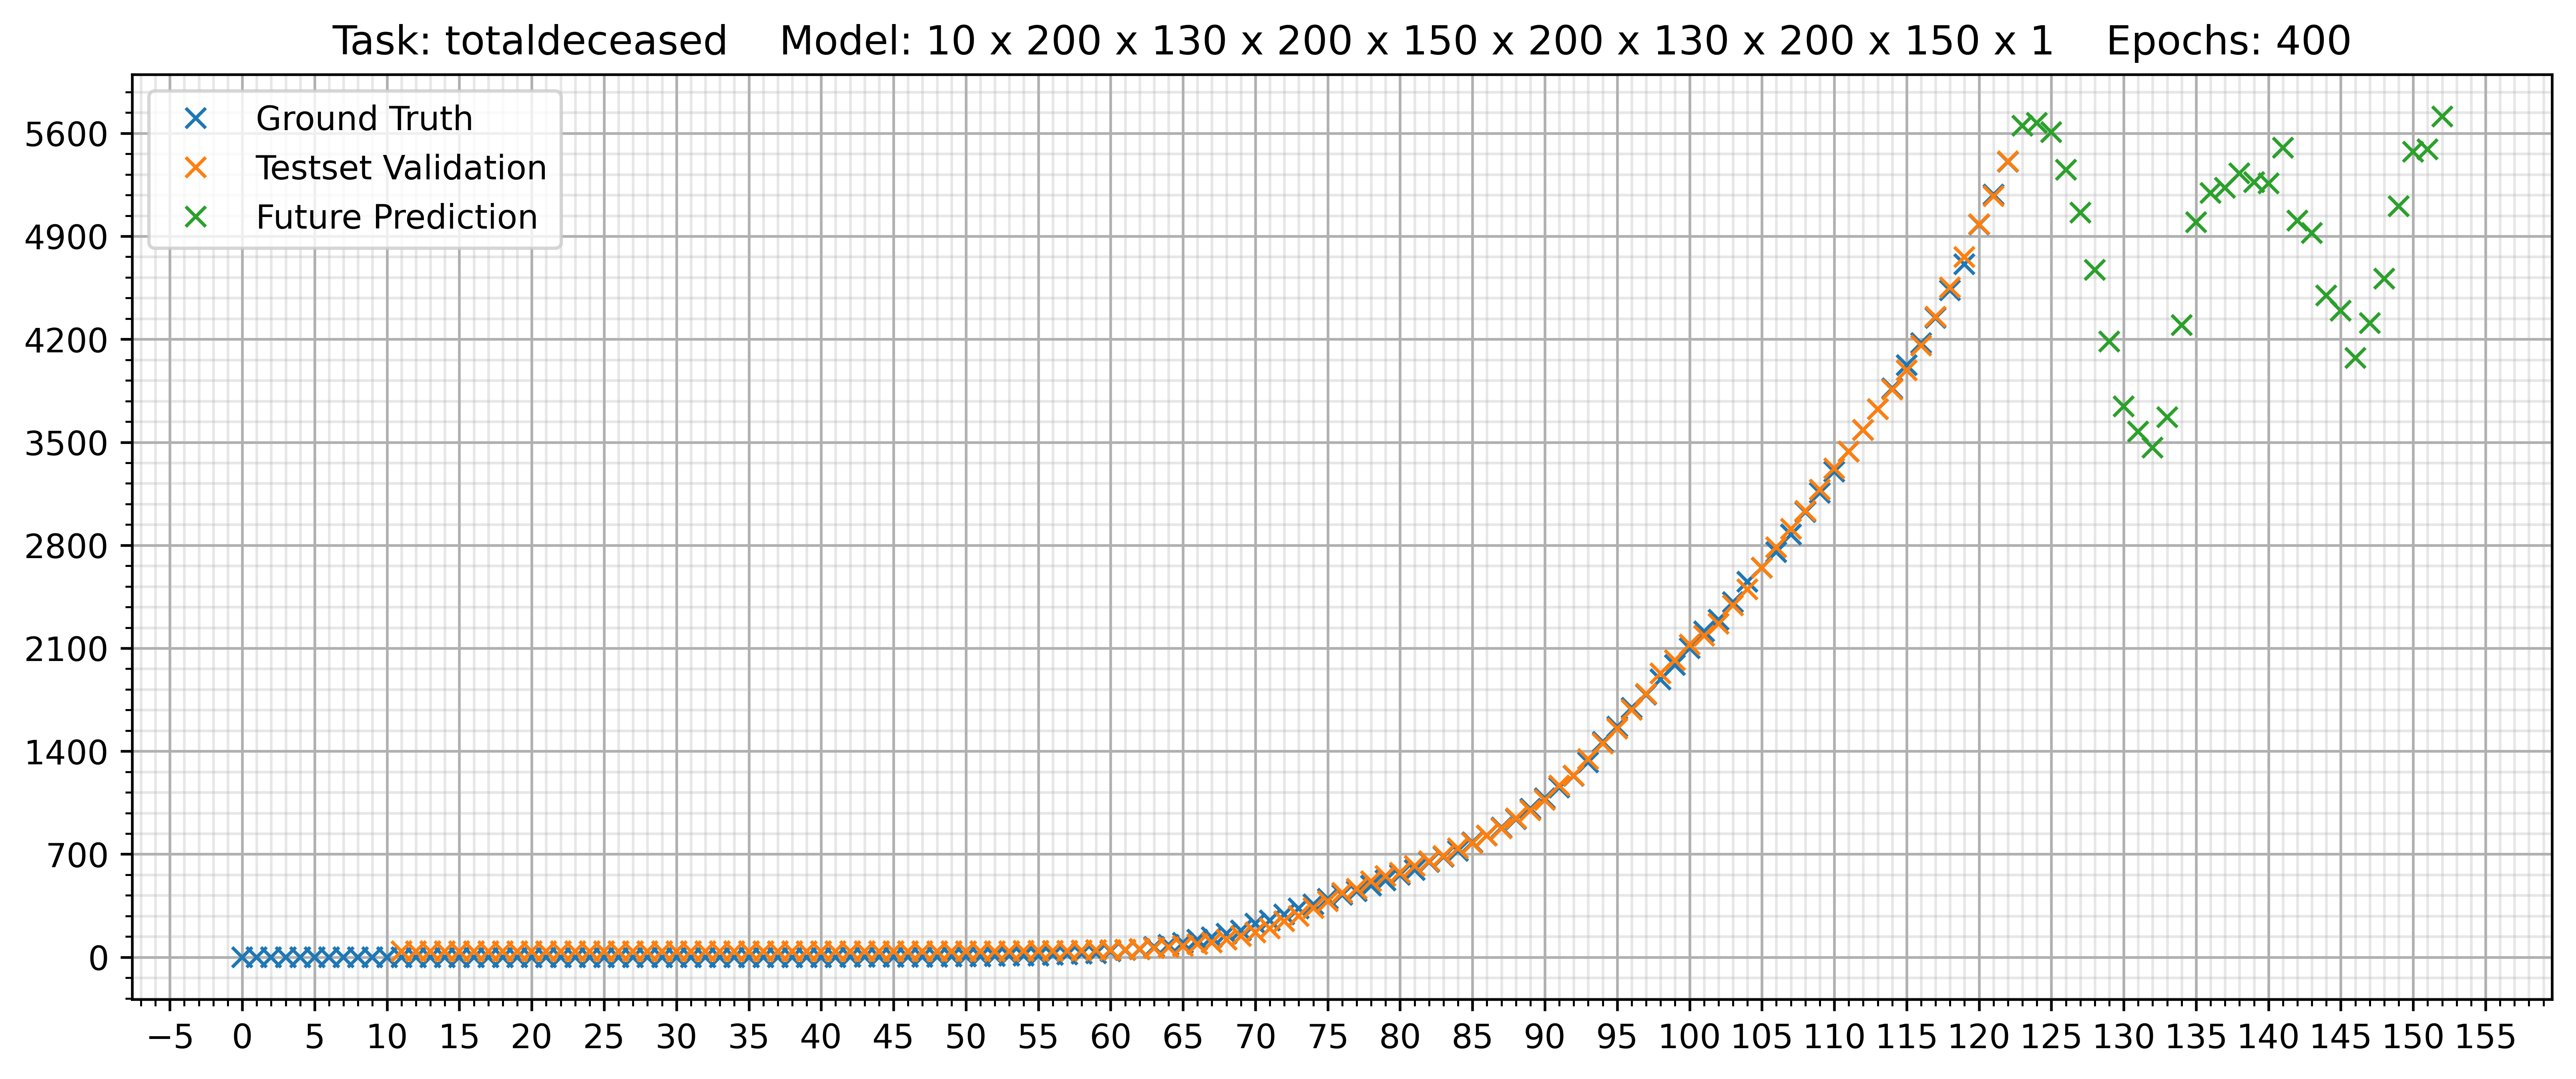 Task: totaldeceased    Model: 10 x 200 x 130 x 200 x 150 x 200 x 130 x 200 x 150 x 1    Epochs: 400
Ground Truth
Testset Validation
Future Prediction
5600
4900
4200
3500
2800
2100
1400
700
0
−5 0 5 10 15 20 25 30 35 40 45 50 55 60 65 70 75 80 85 90 95 100 105 110 115 120 125 130 135 140 145 150 155